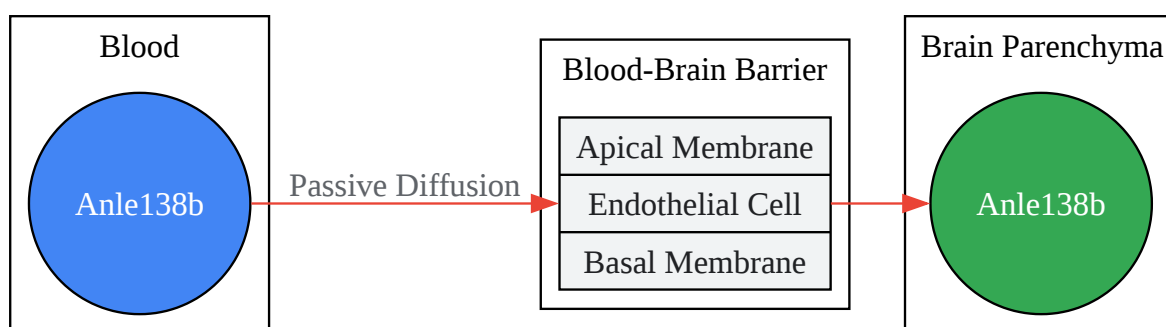 Blood
Anle138b
Passive Diffusion
Blood-Brain Barrier
Apical Membrane
Endothelial Cell
Basal Membrane
Brain Parenchyma
Anle138b